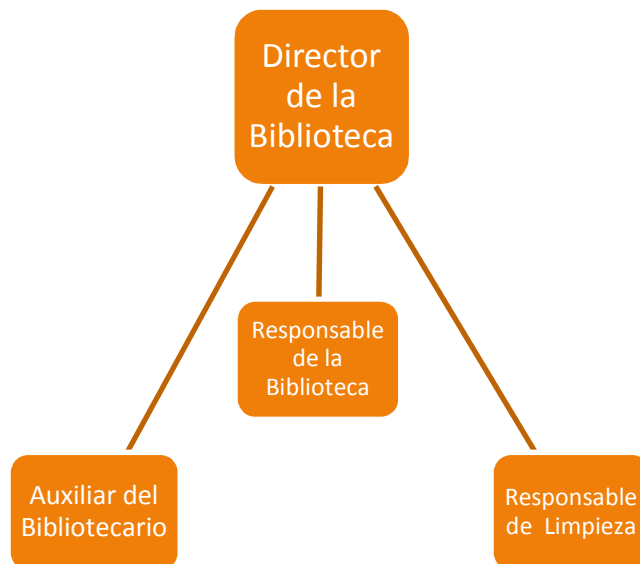 Director
de la
Biblioteca
Responsable
de la
Biblioteca
Auxiliar del
Bibliotecario
Responsable
de Limpieza